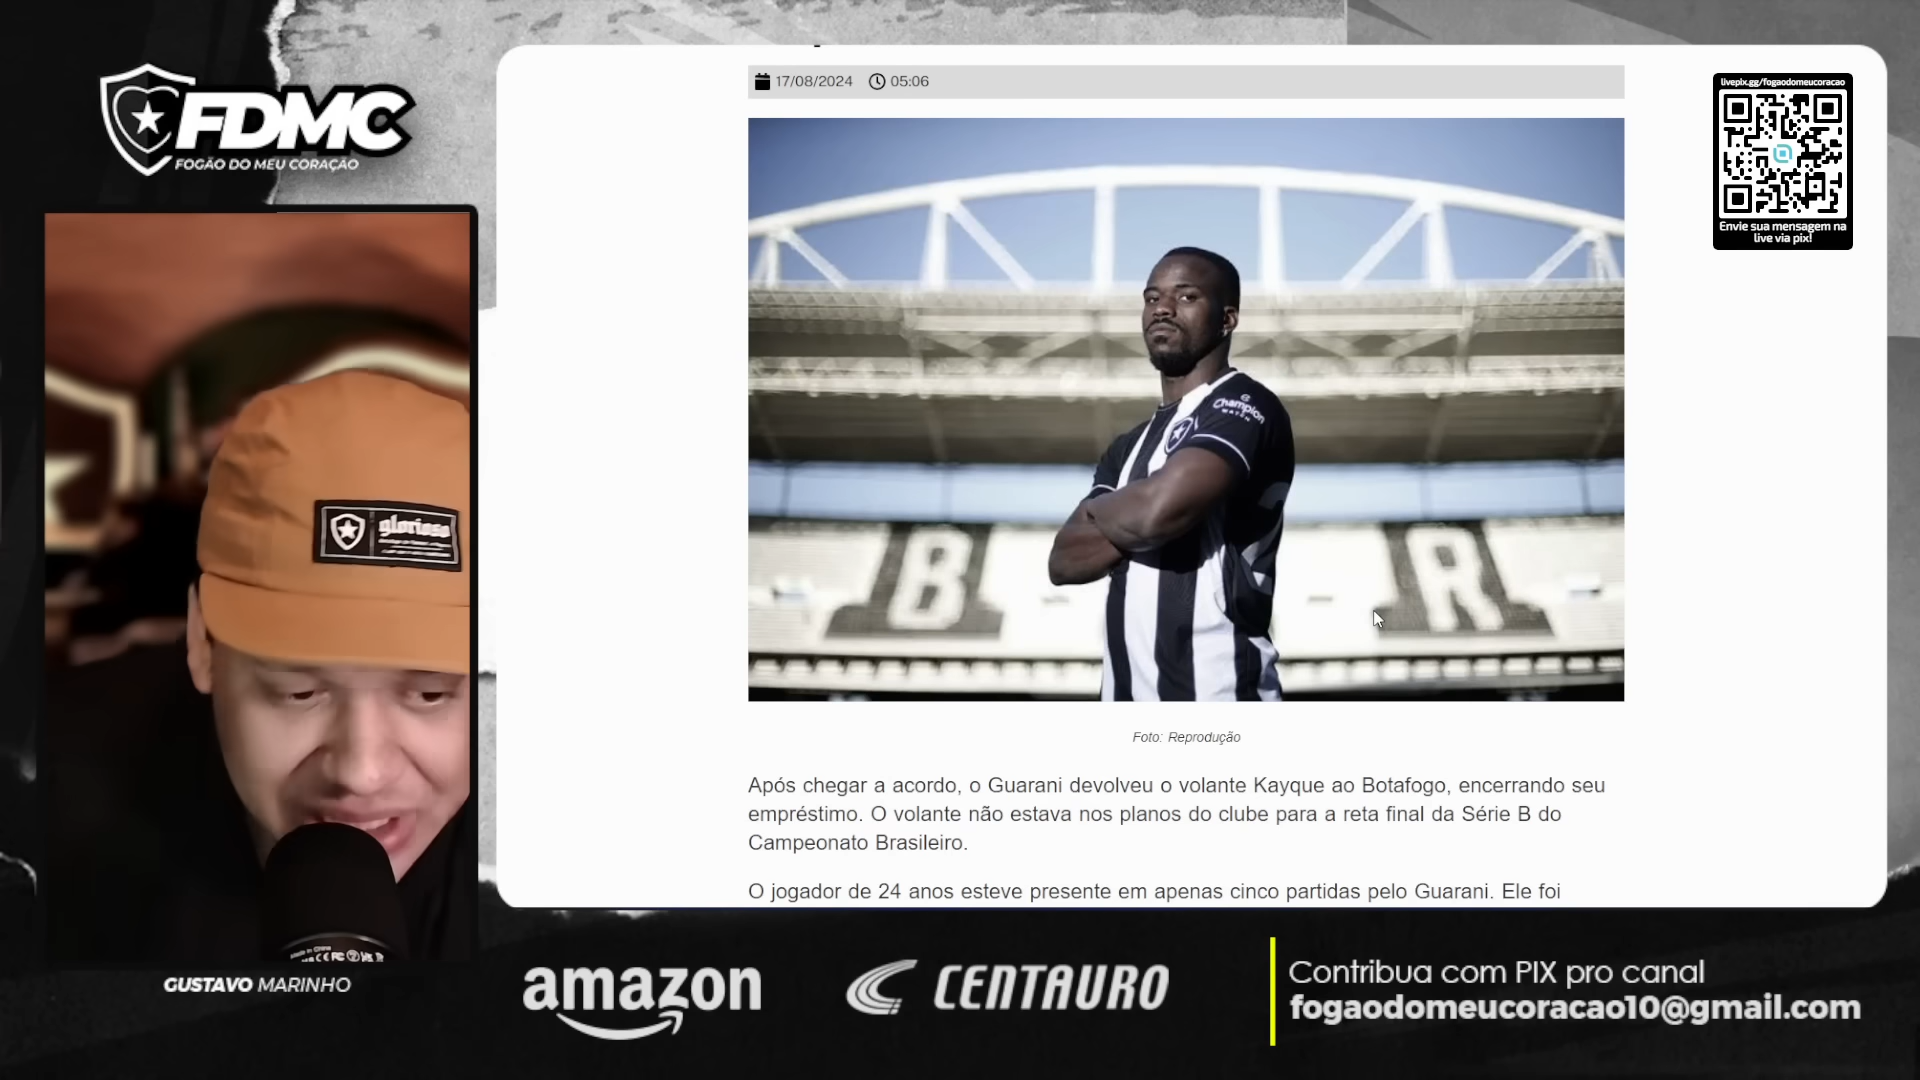 FDMC
FOGÃO DO MEU CORAÇÃO
17/08/2024 05:06
livepix.gg/fogaodomeucoracao
Envie sua mensagem na
live via pix!
Champion
WATCH
B
R
glorioso
Foto: Reprodução
Após chegar a acordo, o Guarani devolveu o volante Kayque ao Botafogo, encerrando seu
empréstimo. O volante não estava nos planos do clube para a reta final da Série B do
Campeonato Brasileiro.
O jogador de 24 anos esteve presente em apenas cinco partidas pelo Guarani. Ele foi
GUSTAVO MARINHO
amazon
CENTAURO
Contribua com PIX pro canal
fogaodomeucoracao10@gmail.com